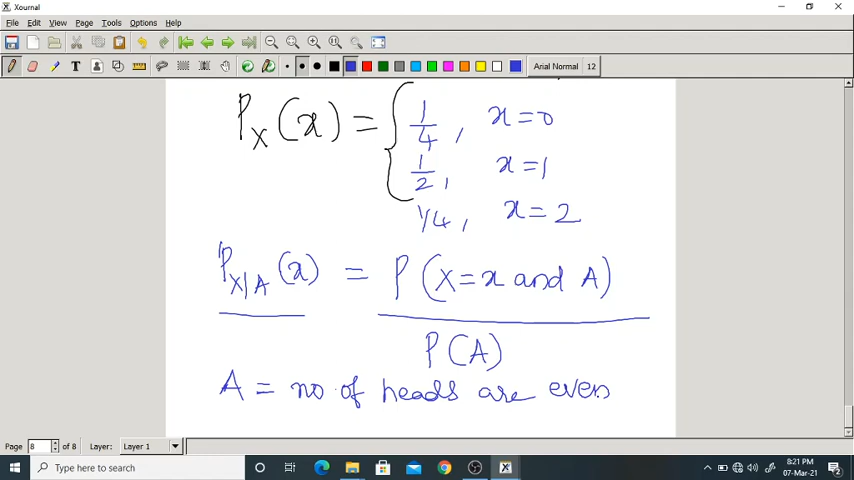 Xournal
File Edit View Page Tools Options Help
T Arial Normal 12
P_X(x) = { 1/4, x=0
1/2, x=1
1/4, x=2
P_X|A(x) = P(X=x and A)
P(A)
A = no of heads are even
Page 8 of 8 Layer: Layer 1
Type here to search
8:21 PM
07-Mar-21
2